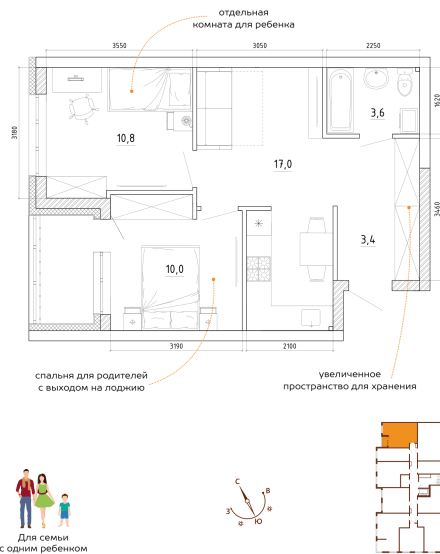 отдельная
комната для ребенка
3550
3050
2250
3180
10,8
17,0
3,6
1620
3460
10,0
3,4
3190
2100
спальня для родителей
с выходом на лоджию
увеличенное
пространство для хранения
С
В
З
Ю
Для семьи
с одним ребенком